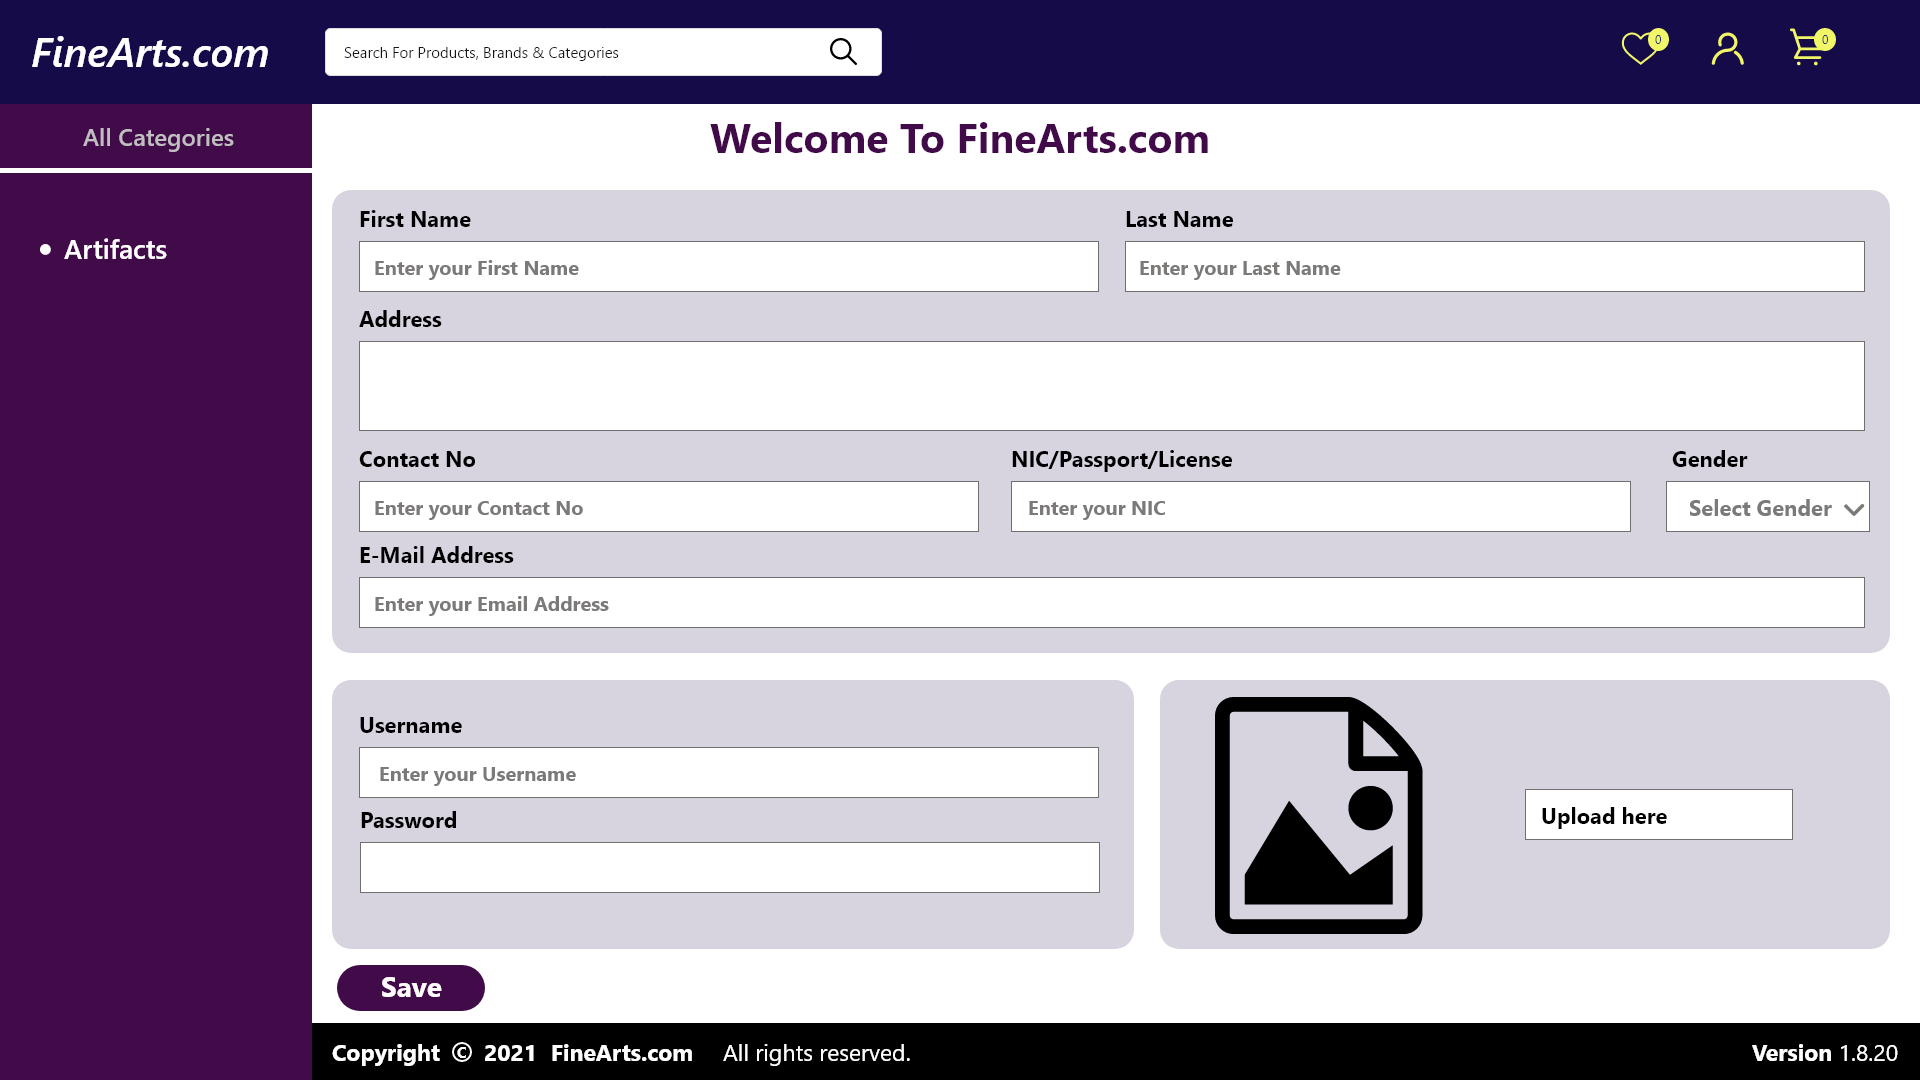 FineArts.com
Search For Products, Brands & Categories
0
0
All Categories
Welcome To FineArts.com
• Artifacts
First Name
Last Name
Enter your First Name
Enter your Last Name
Address
Contact No
NIC/Passport/License
Gender
Enter your Contact No
Enter your NIC
Select Gender
E-Mail Address
Enter your Email Address
Username
Enter your Username
Password
Upload here
Save
Copyright © 2021 FineArts.com All rights reserved.
Version 1.8.20